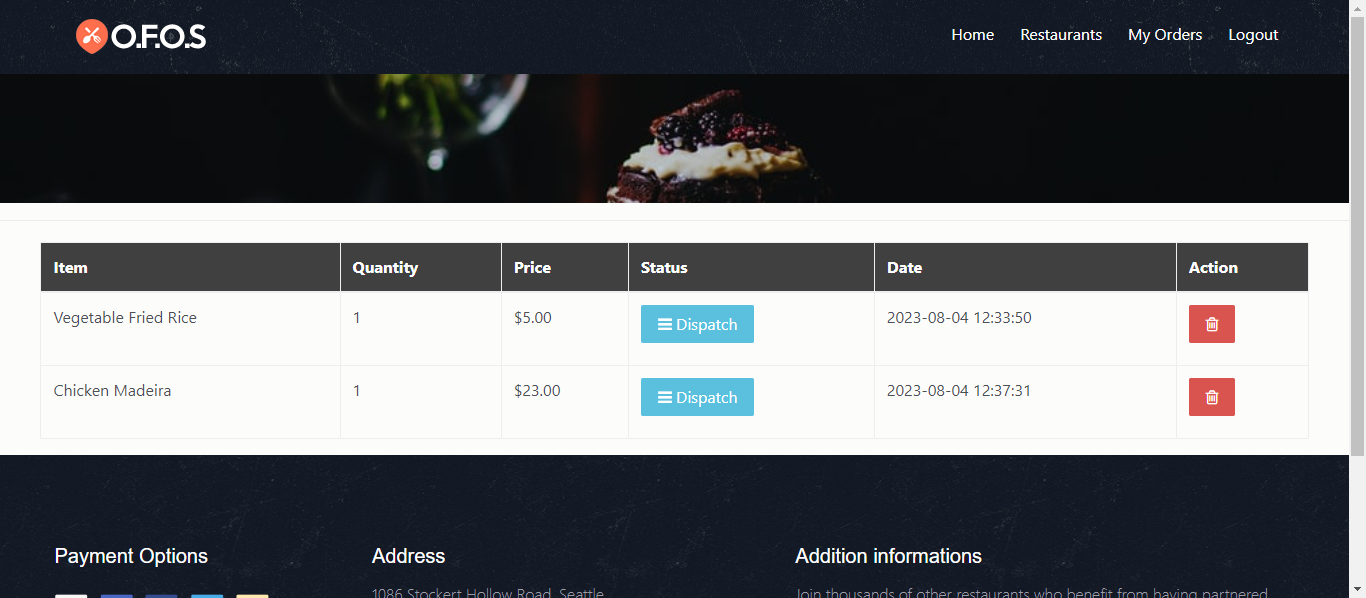 O.F.O.S
Home Restaurants My Orders Logout
Item Quantity Price Status Date Action
Vegetable Fried Rice 1 $5.00 Dispatch 2023-08-04 12:33:50
Chicken Madeira 1 $23.00 Dispatch 2023-08-04 12:37:31
Payment Options Address Addition informations
1086 Stockert Hollow Road, Seattle Join thousands of other restaurants who benefit from having partnered